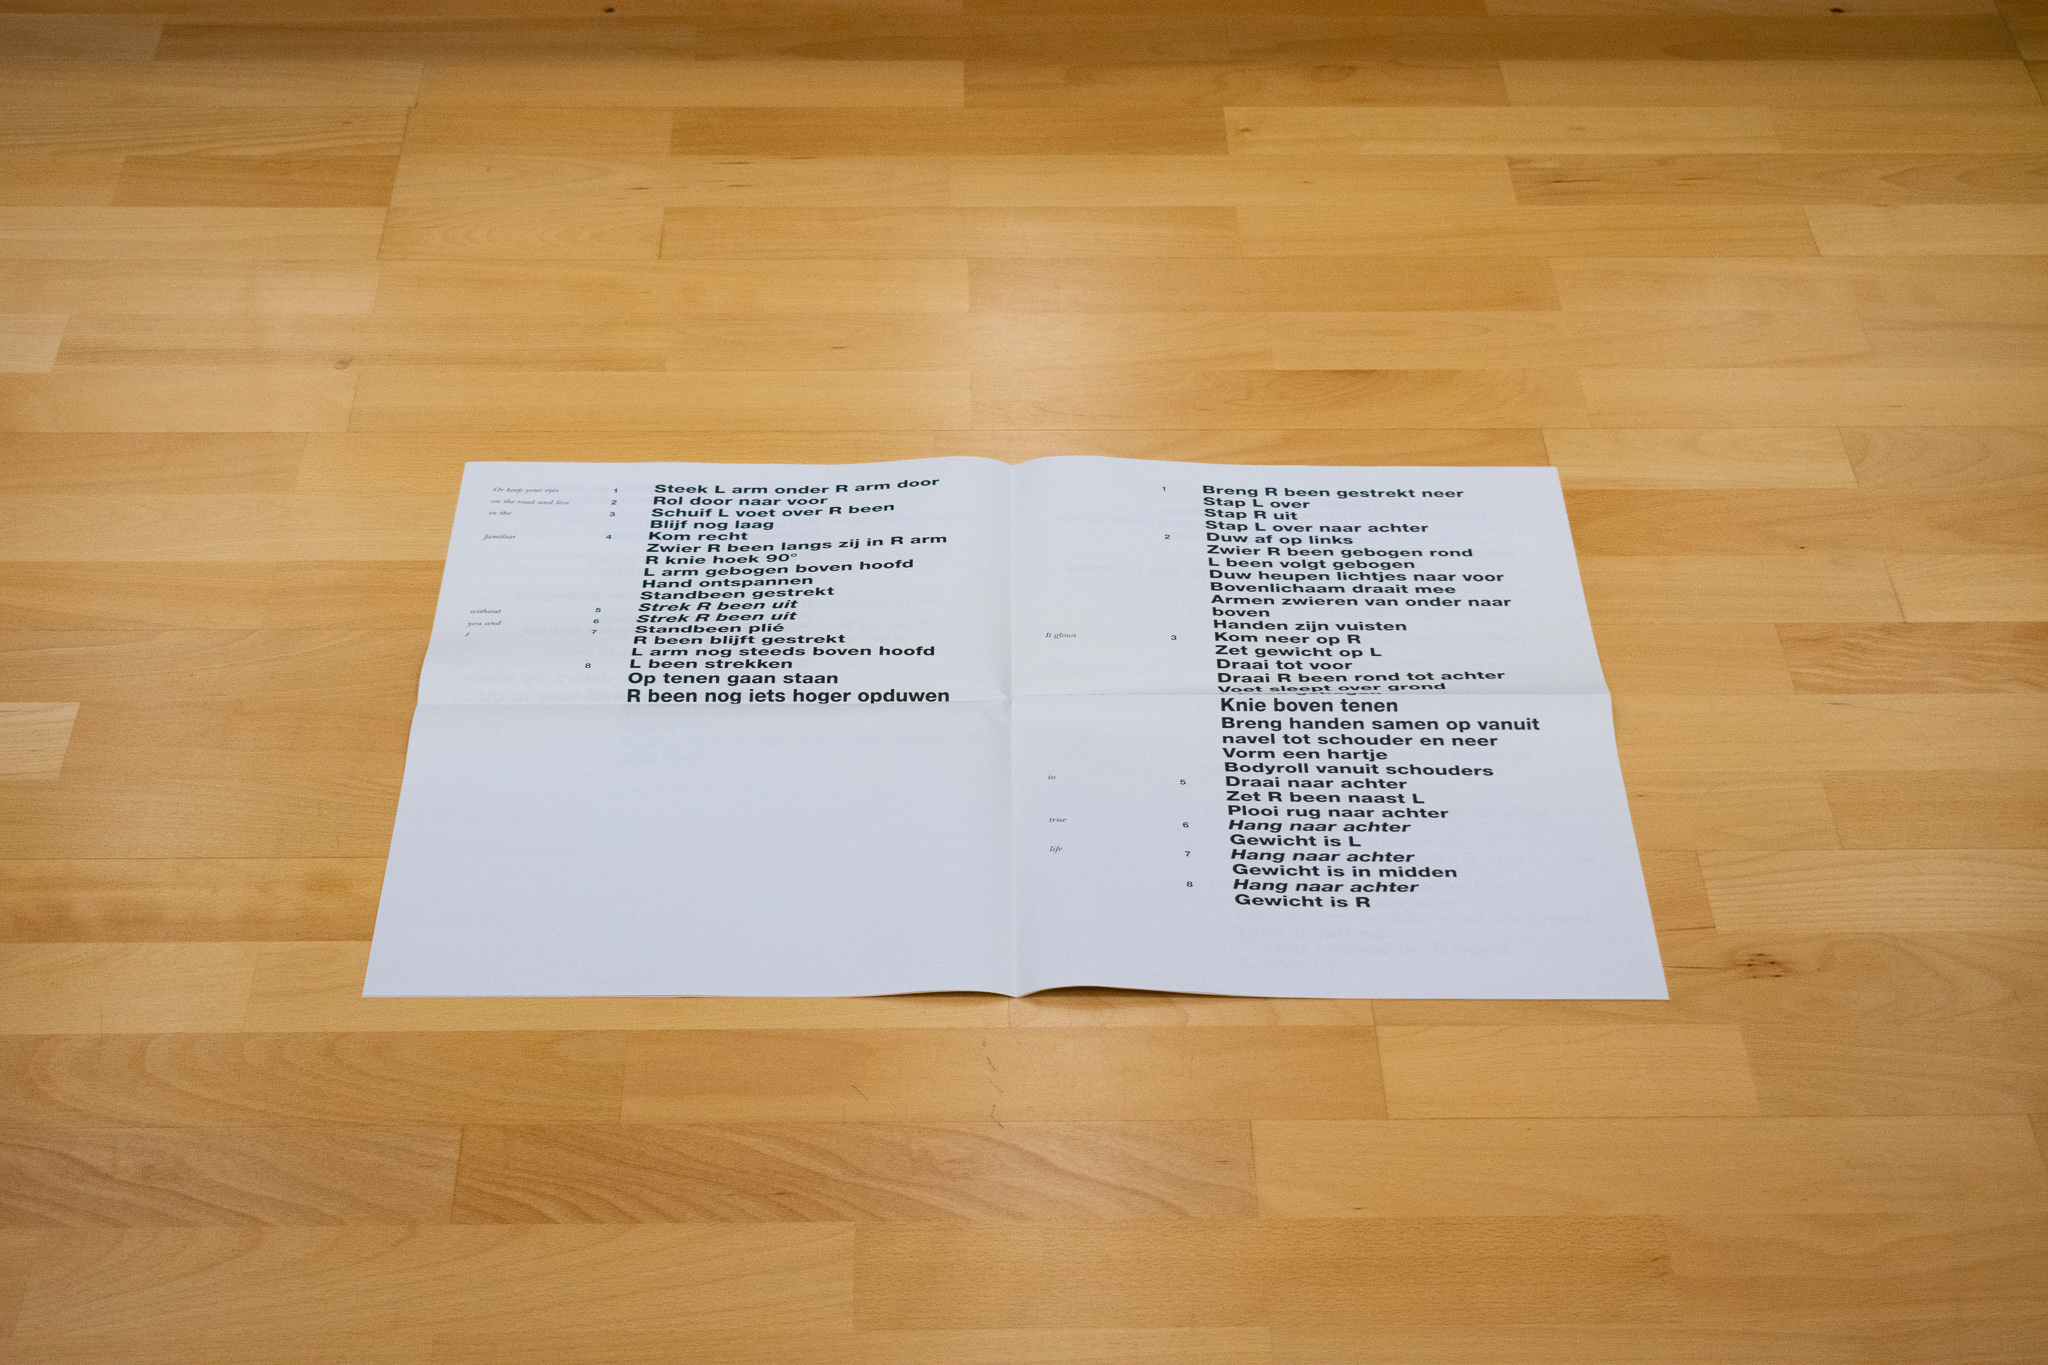 Or keep your eyes 1 Steek L arm onder R arm door
on the road and live 2 Rol door naar voor
in the 3 Schuif L voet over R been
Blijf nog laag
familiar 4 Kom recht
Zwier R been langs zij in R arm
R knie hoek 90°
L arm gebogen boven hoofd
Hand ontspannen
Standbeen gestrekt
without 5 Strek R been uit
you and 6 Strek R been uit
I 7 Standbeen plié
R been blijft gestrekt
L arm nog steeds boven hoofd
8 L been strekken
Op tenen gaan staan
R been nog iets hoger opduwen
1 Breng R been gestrekt neer
Stap L over
Stap R uit
Stap L over naar achter
2 Duw af op links
Zwier R been gebogen rond
L been volgt gebogen
Duw heupen lichtjes naar voor
Bovenlichaam draait mee
Armen zwieren van onder naar
boven
Handen zijn vuisten
It glows 3 Kom neer op R
Zet gewicht op L
Draai tot voor
Draai R been rond tot achter
Voet sleept over grond
Knie boven tenen
Breng handen samen op vanuit
navel tot schouder en neer
Vorm een hartje
Bodyroll vanuit schouders
to 5 Draai naar achter
Zet R been naast L
Plooi rug naar achter
true 6 Hang naar achter
Gewicht is L
life 7 Hang naar achter
Gewicht is in midden
8 Hang naar achter
Gewicht is R